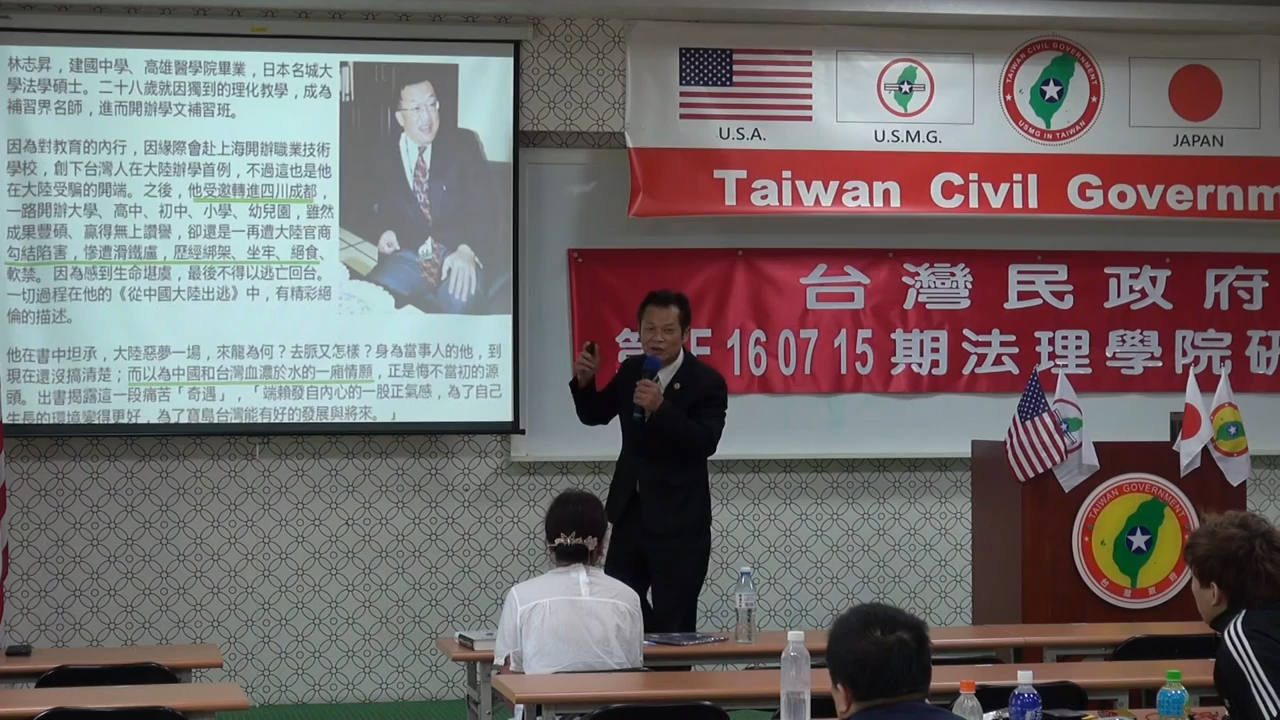 林志昇，建國中學、高雄醫學院畢業，日本名城大
學法學碩士。二十八歲就因獨到的理化教學，成為
補習界名師，進而開辦學文補習班。
因為對教育的內行，因緣際會赴上海開辦職業技術
學校，創下台灣人在大陸辦學首例，不過這也是他
在大陸受騙的開端。之後，他受邀轉進四川成都，
一路開辦大學、高中、初中、小學、幼兒園，雖然
成果豐碩、贏得無上讚譽，卻還是一再遭大陸官商
勾結陷害，慘遭滑鐵盧，歷經綁架、坐牢、絕食、
軟禁。因為感到生命堪虞，最後不得以逃亡回台。
一切過程在他的《從中國大陸出逃》中，有精彩絕
倫的描述。
他在書中坦承，大陸惡夢一場，來龍為何？去脈又怎樣？身為當事人的他，到
現在還沒搞清楚；而以為中國和台灣血濃於水的一廂情願，正是悔不當初的源
頭。出書揭露這一段痛苦「奇遇」，「端賴發自內心的一股正氣感，為了自己
生長的環境變得更好，為了寶島台灣能有好的發展與將來。」
U.S.A.
U.S.M.G.
TAIWAN CIVIL GOVERNMENT
USMG IN TAIWAN
JAPAN
Taiwan Civil Governm
台灣民政府
16 07 15 期法理學院研
TAIWAN GOVERNMENT
台灣政府